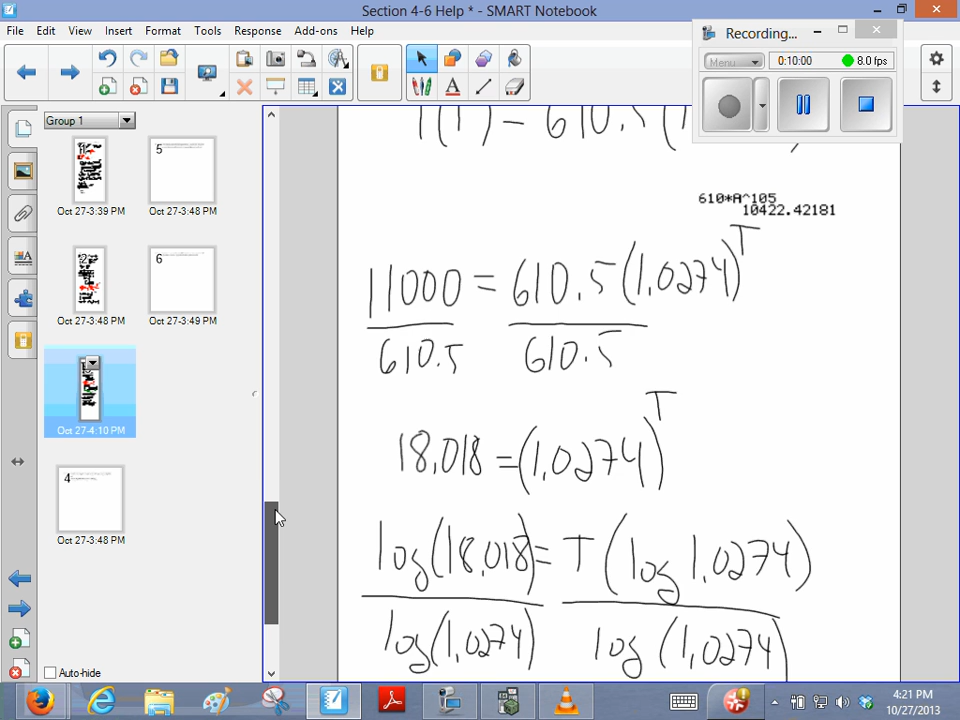 Section 4-6 Help * - SMART Notebook
File Edit View Insert Format Tools Response Add-ons Help
Recording...
Menu 0:10:00 8.0 fps
Group 1
5
Oct 27-3:39 PM Oct 27-3:48 PM
6
Oct 27-3:48 PM Oct 27-3:49 PM
Oct 27-4:10 PM
4
Oct 27-3:48 PM
Auto-hide
= 610.5 (1
610*A^105
10422.42181
11000 = 610.5 (1.0274)^T
610.5 610.5
18.018 = (1.0274)^T
log(18.018) = T (log 1.0274)
log(1.0274) log (1.0274)
4:21 PM
10/27/2013